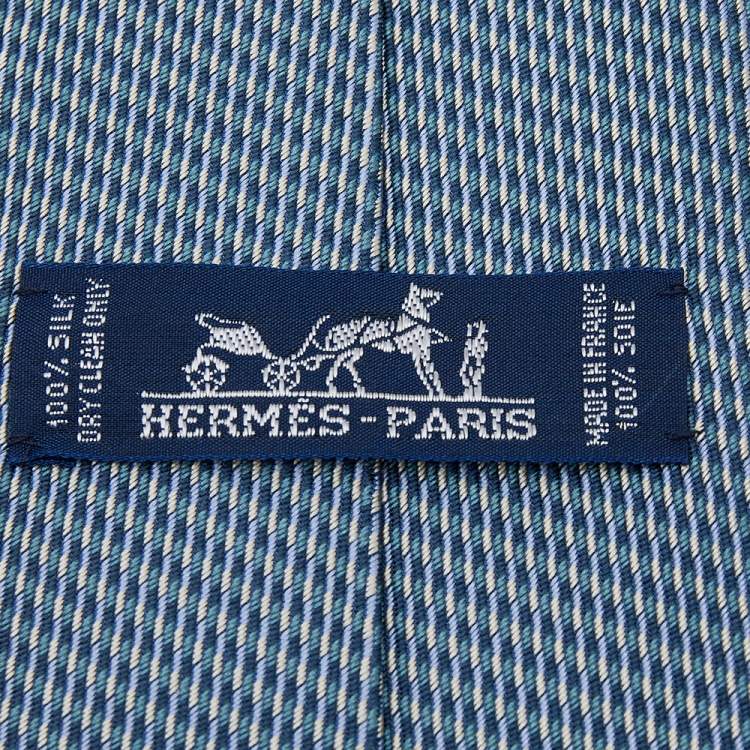 100% SILK
DRY CLEAN ONLY
HERMÈS-PARIS
MADE IN FRANCE
100% SOIE